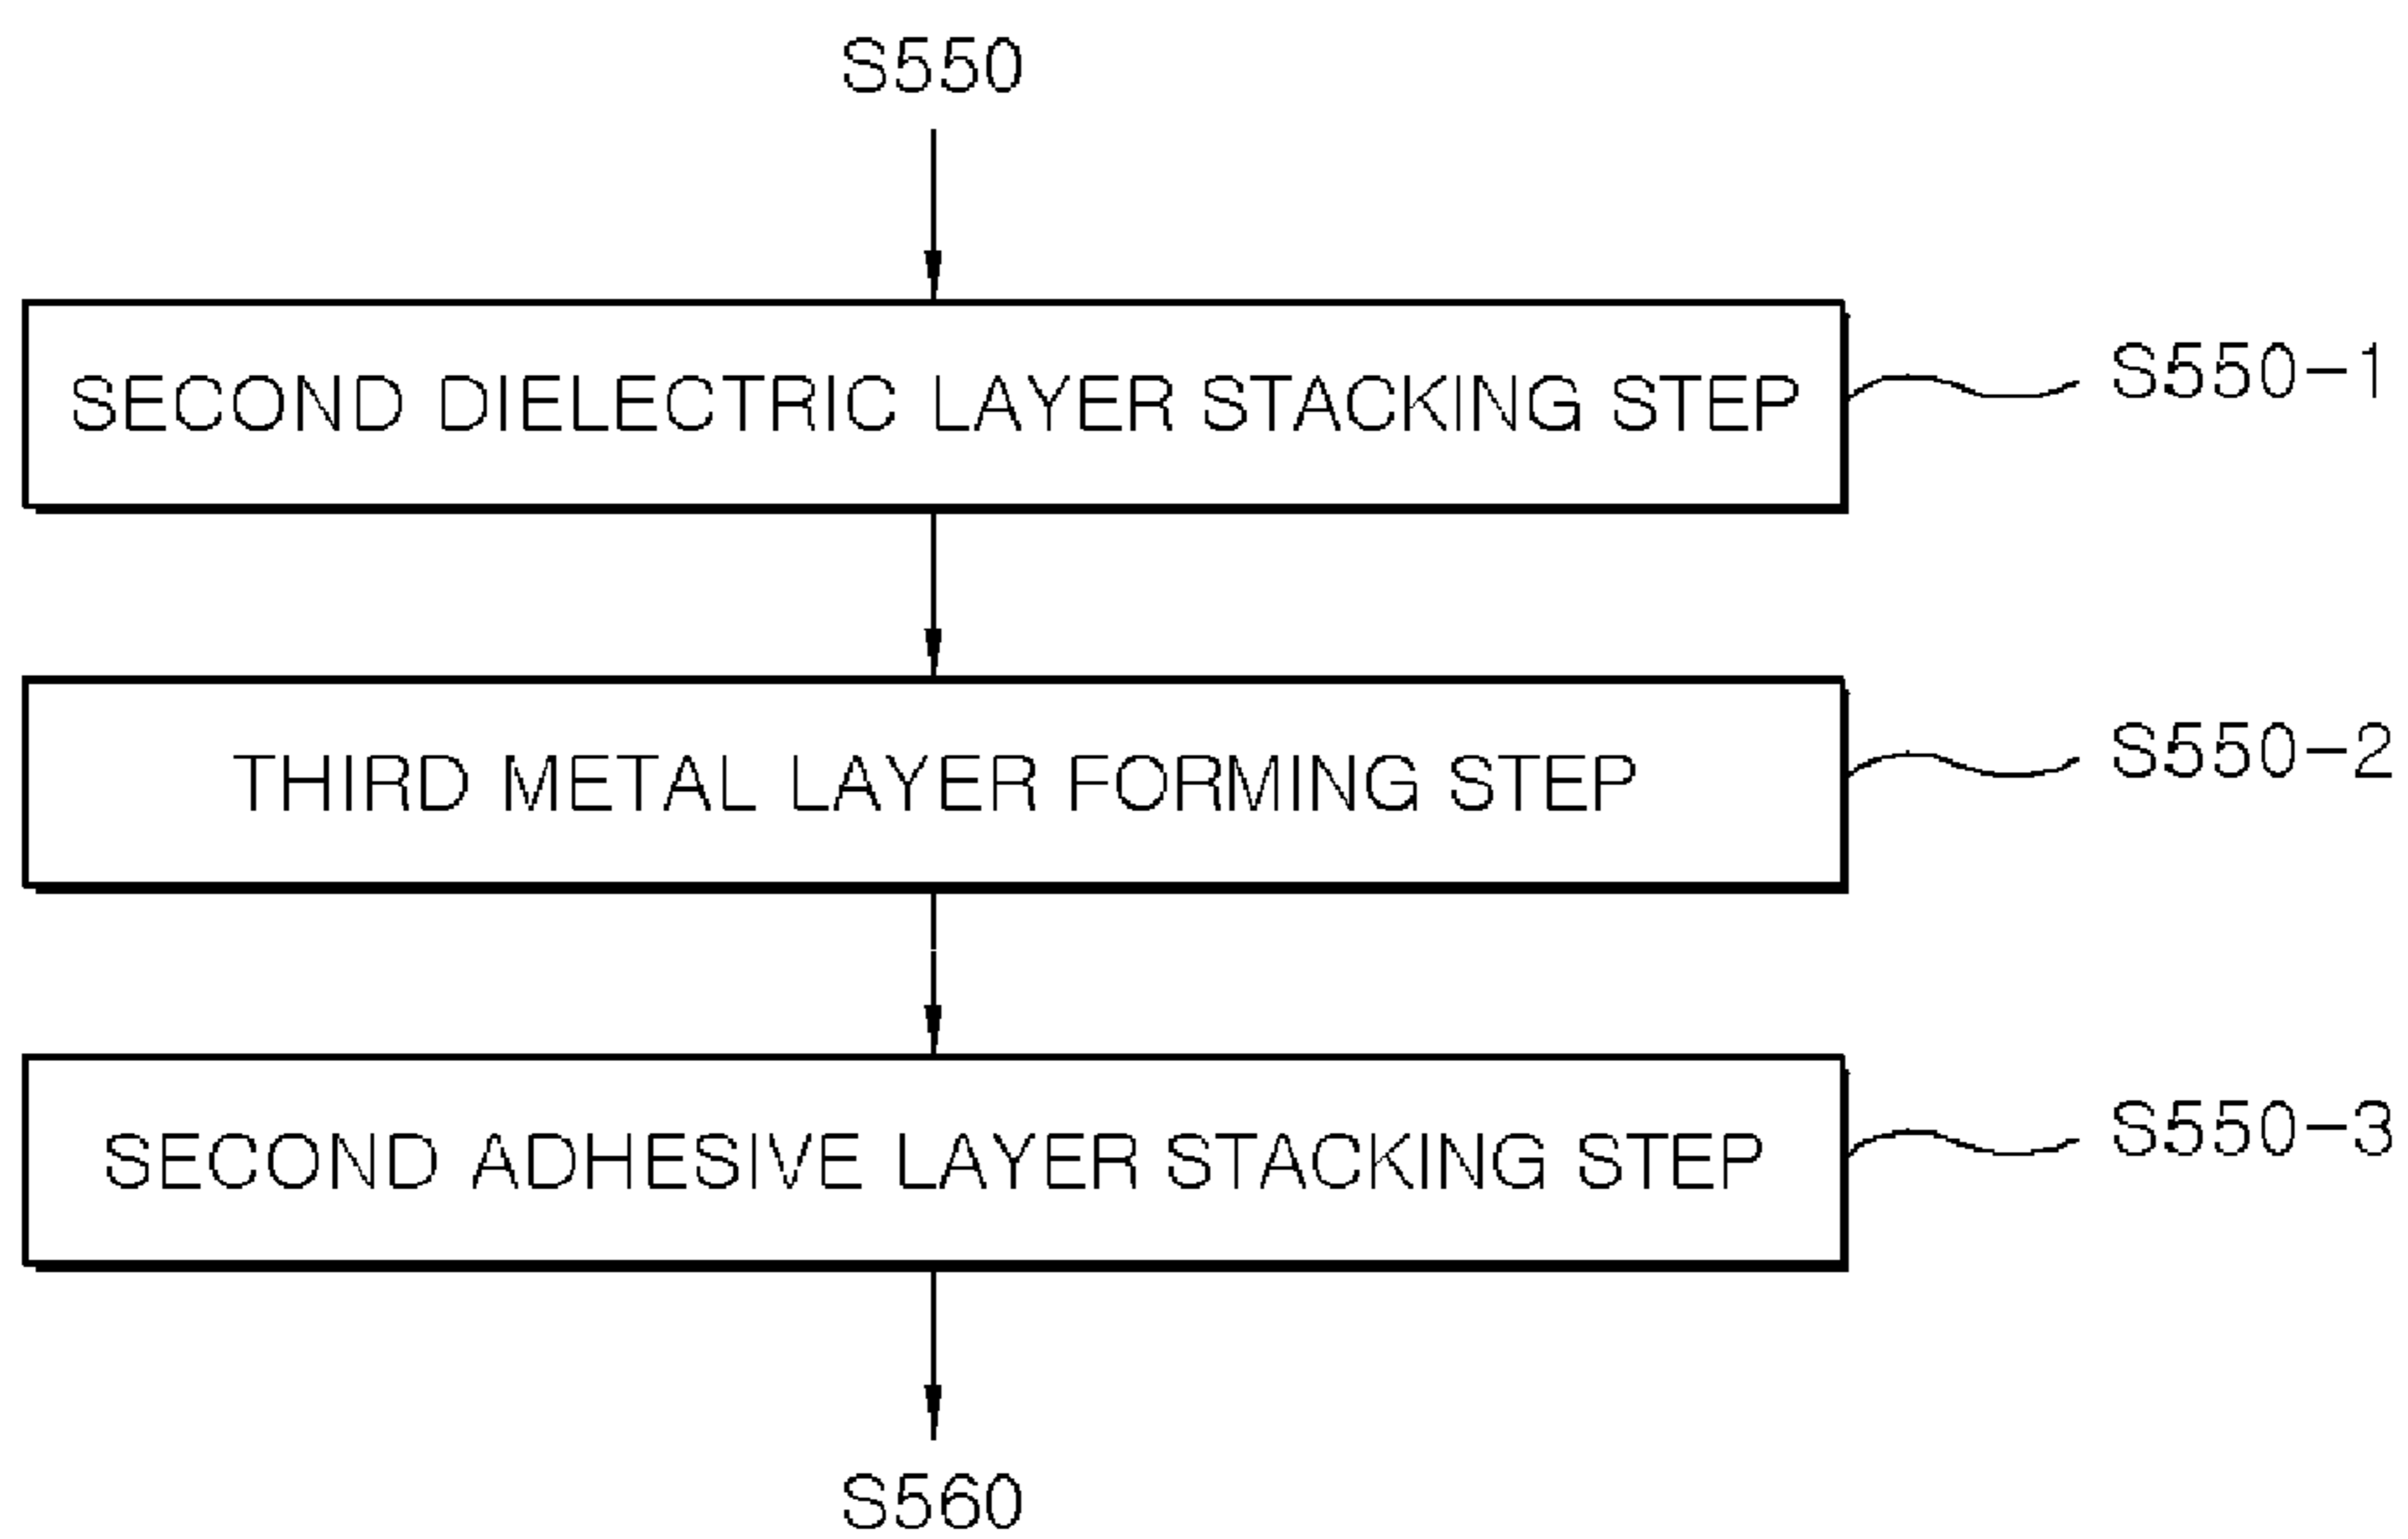 S550
SECOND DIELECTRIC LAYER STACKING STEP
S550-1
THIRD METAL LAYER FORMING STEP
S550-2
SECOND ADHESIVE LAYER STACKING STEP
S550-3
S560